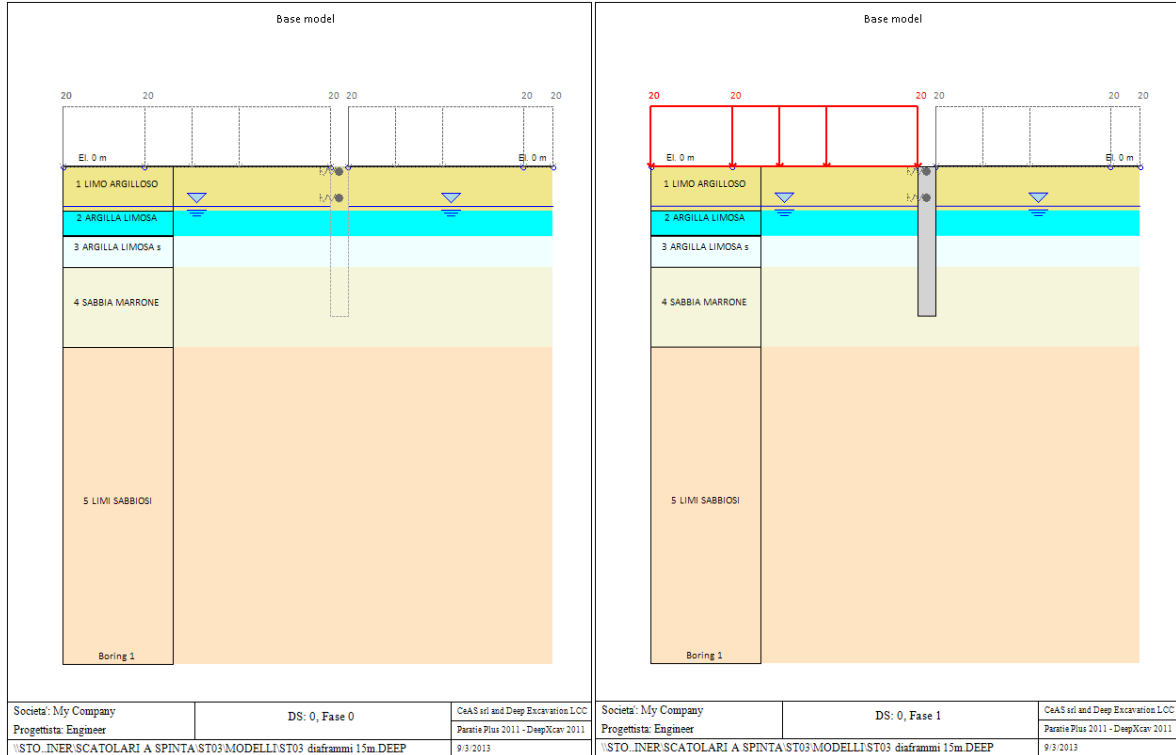 Base model
20 20 20 20 20 20
El. 0 m El. 0 m
1 LIMO ARGILLOSO
2 ARGILLA LIMOSA
3 ARGILLA LIMOSA s
4 SABBIA MARRONE
5 LIMI SABBIOSI
Boring 1
Societa': My Company
Progettista: Engineer
DS: 0, Fase 0
CeAS srl and Deep Excavation LCC
Paratie Plus 2011 - DeepXcav 2011
\\STO..INER\SCATOLARI A SPINTA\ST03\MODELLI\ST03 diaframmi 15m.DEEP
9/3/2013
Base model
20 20 20 20 20 20
El. 0 m El. 0 m
1 LIMO ARGILLOSO
2 ARGILLA LIMOSA
3 ARGILLA LIMOSA s
4 SABBIA MARRONE
5 LIMI SABBIOSI
Boring 1
Societa': My Company
Progettista: Engineer
DS: 0, Fase 1
CeAS srl and Deep Excavation LCC
Paratie Plus 2011 - DeepXcav 2011
\\STO..INER\SCATOLARI A SPINTA\ST03\MODELLI\ST03 diaframmi 15m.DEEP
9/3/2013